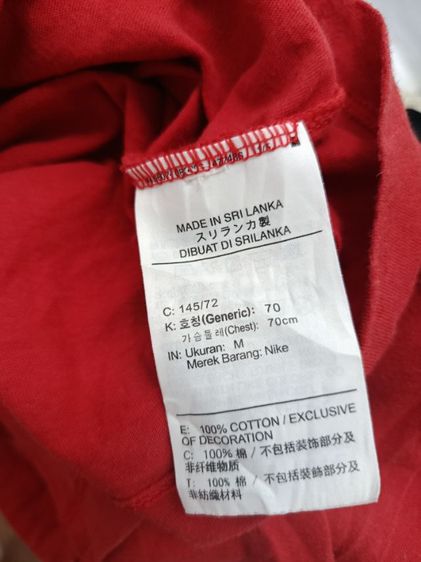 MADE IN SRI LANKA
スリランカ製
DIBUAT DI SRILANKA
C: 145/72
K: 호칭(Generic): 70
가슴둘레(Chest): 70cm
IN: Ukuran: M
Merek Barang: Nike
E: 100% COTTON / EXCLUSIVE
OF DECORATION
C: 100% 棉 / 不包括装饰部分及
非纤维物质
T: 100% 棉 / 不包括裝飾部分及
非紡織材料